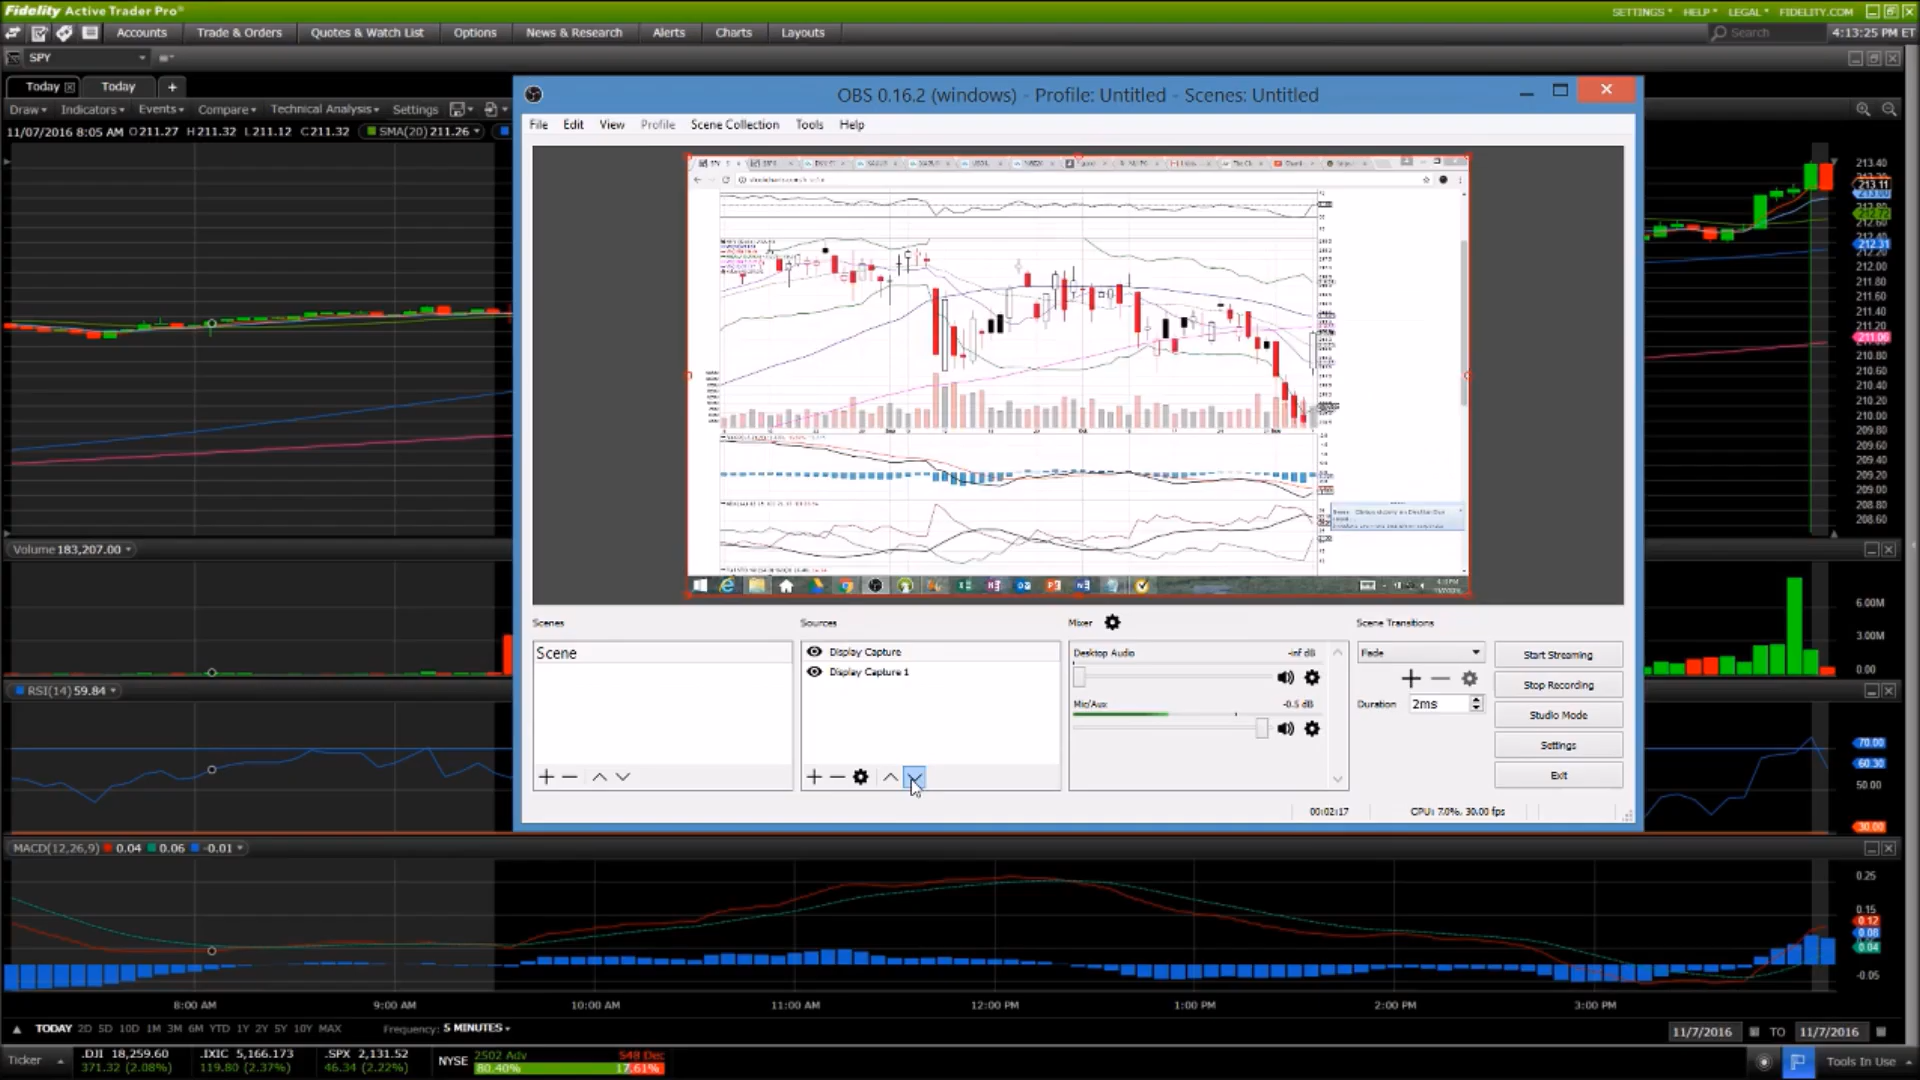 Fidelity Active Trader Pro®
SETTINGS HELP LEGAL FIDELITY.COM
Accounts Trade & Orders Quotes & Watch List Options News & Research Alerts Charts Layouts
Search 4:13:25 PM ET
SPY
Today Today +
Draw Indicators Events Compare Technical Analysis Settings
11/07/2016 8:05 AM O 211.27 H 211.32 L 211.12 C 211.32 SMA(20) 211.26
OBS 0.16.2 (windows) - Profile: Untitled - Scenes: Untitled
File Edit View Profile Scene Collection Tools Help
213.40
213.11
212.72
212.31
212.00
211.80
211.60
211.40
211.20
211.06
210.80
210.60
210.40
210.20
210.00
209.80
209.60
209.40
209.20
209.00
208.80
208.60
Volume 183,207.00
6.00M
3.00M
0.00
RSI(14) 59.84
70.00
60.30
50.00
30.00
Scenes
Scene
Sources
Display Capture
Display Capture 1
Mixer
Desktop Audio -inf dB
Mic/Aux -0.5 dB
Scene Transitions
Fade
Duration 2ms
Start Streaming
Stop Recording
Studio Mode
Settings
Exit
00:02:17 CPU: 7.0%, 30.00 fps
MACD(12,26,9) 0.04 0.06 -0.01
0.25
0.15
0.12
0.08
0.04
-0.05
8:00 AM 9:00 AM 10:00 AM 11:00 AM 12:00 PM 1:00 PM 2:00 PM 3:00 PM
TODAY 2D 5D 10D 1M 3M 6M YTD 1Y 2Y 5Y 10Y MAX Frequency: 5 MINUTES
11/7/2016 TO 11/7/2016
Ticker
.DJI 18,259.60
371.32 (2.08%)
.IXIC 5,166.173
119.80 (2.37%)
.SPX 2,131.52
46.34 (2.22%)
NYSE
2502 Adv 548 Dec
80.40% 17.61%
Tools In Use